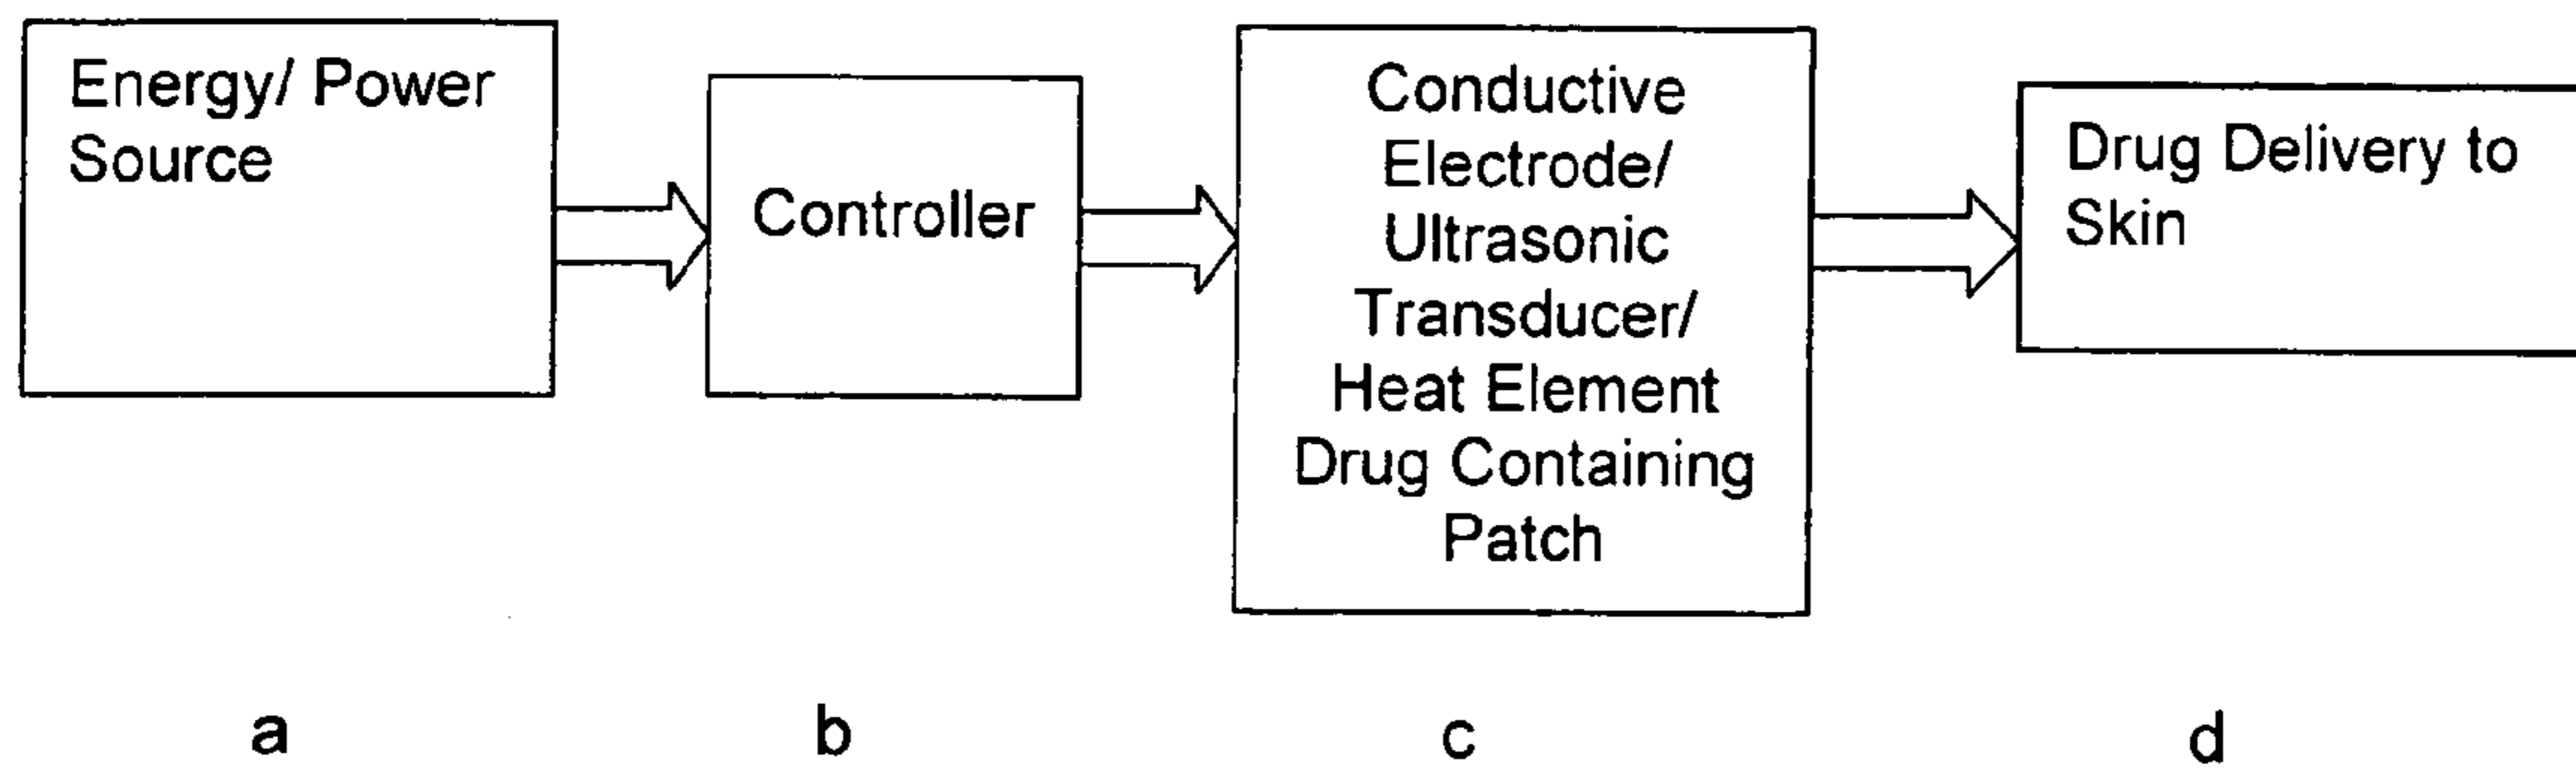 Energy/ Power
Source
Controller
Conductive
Electrode/
Ultrasonic
Transducer/
Heat Element
Drug Containing
Patch
Drug Delivery to
Skin
a
b
c
d